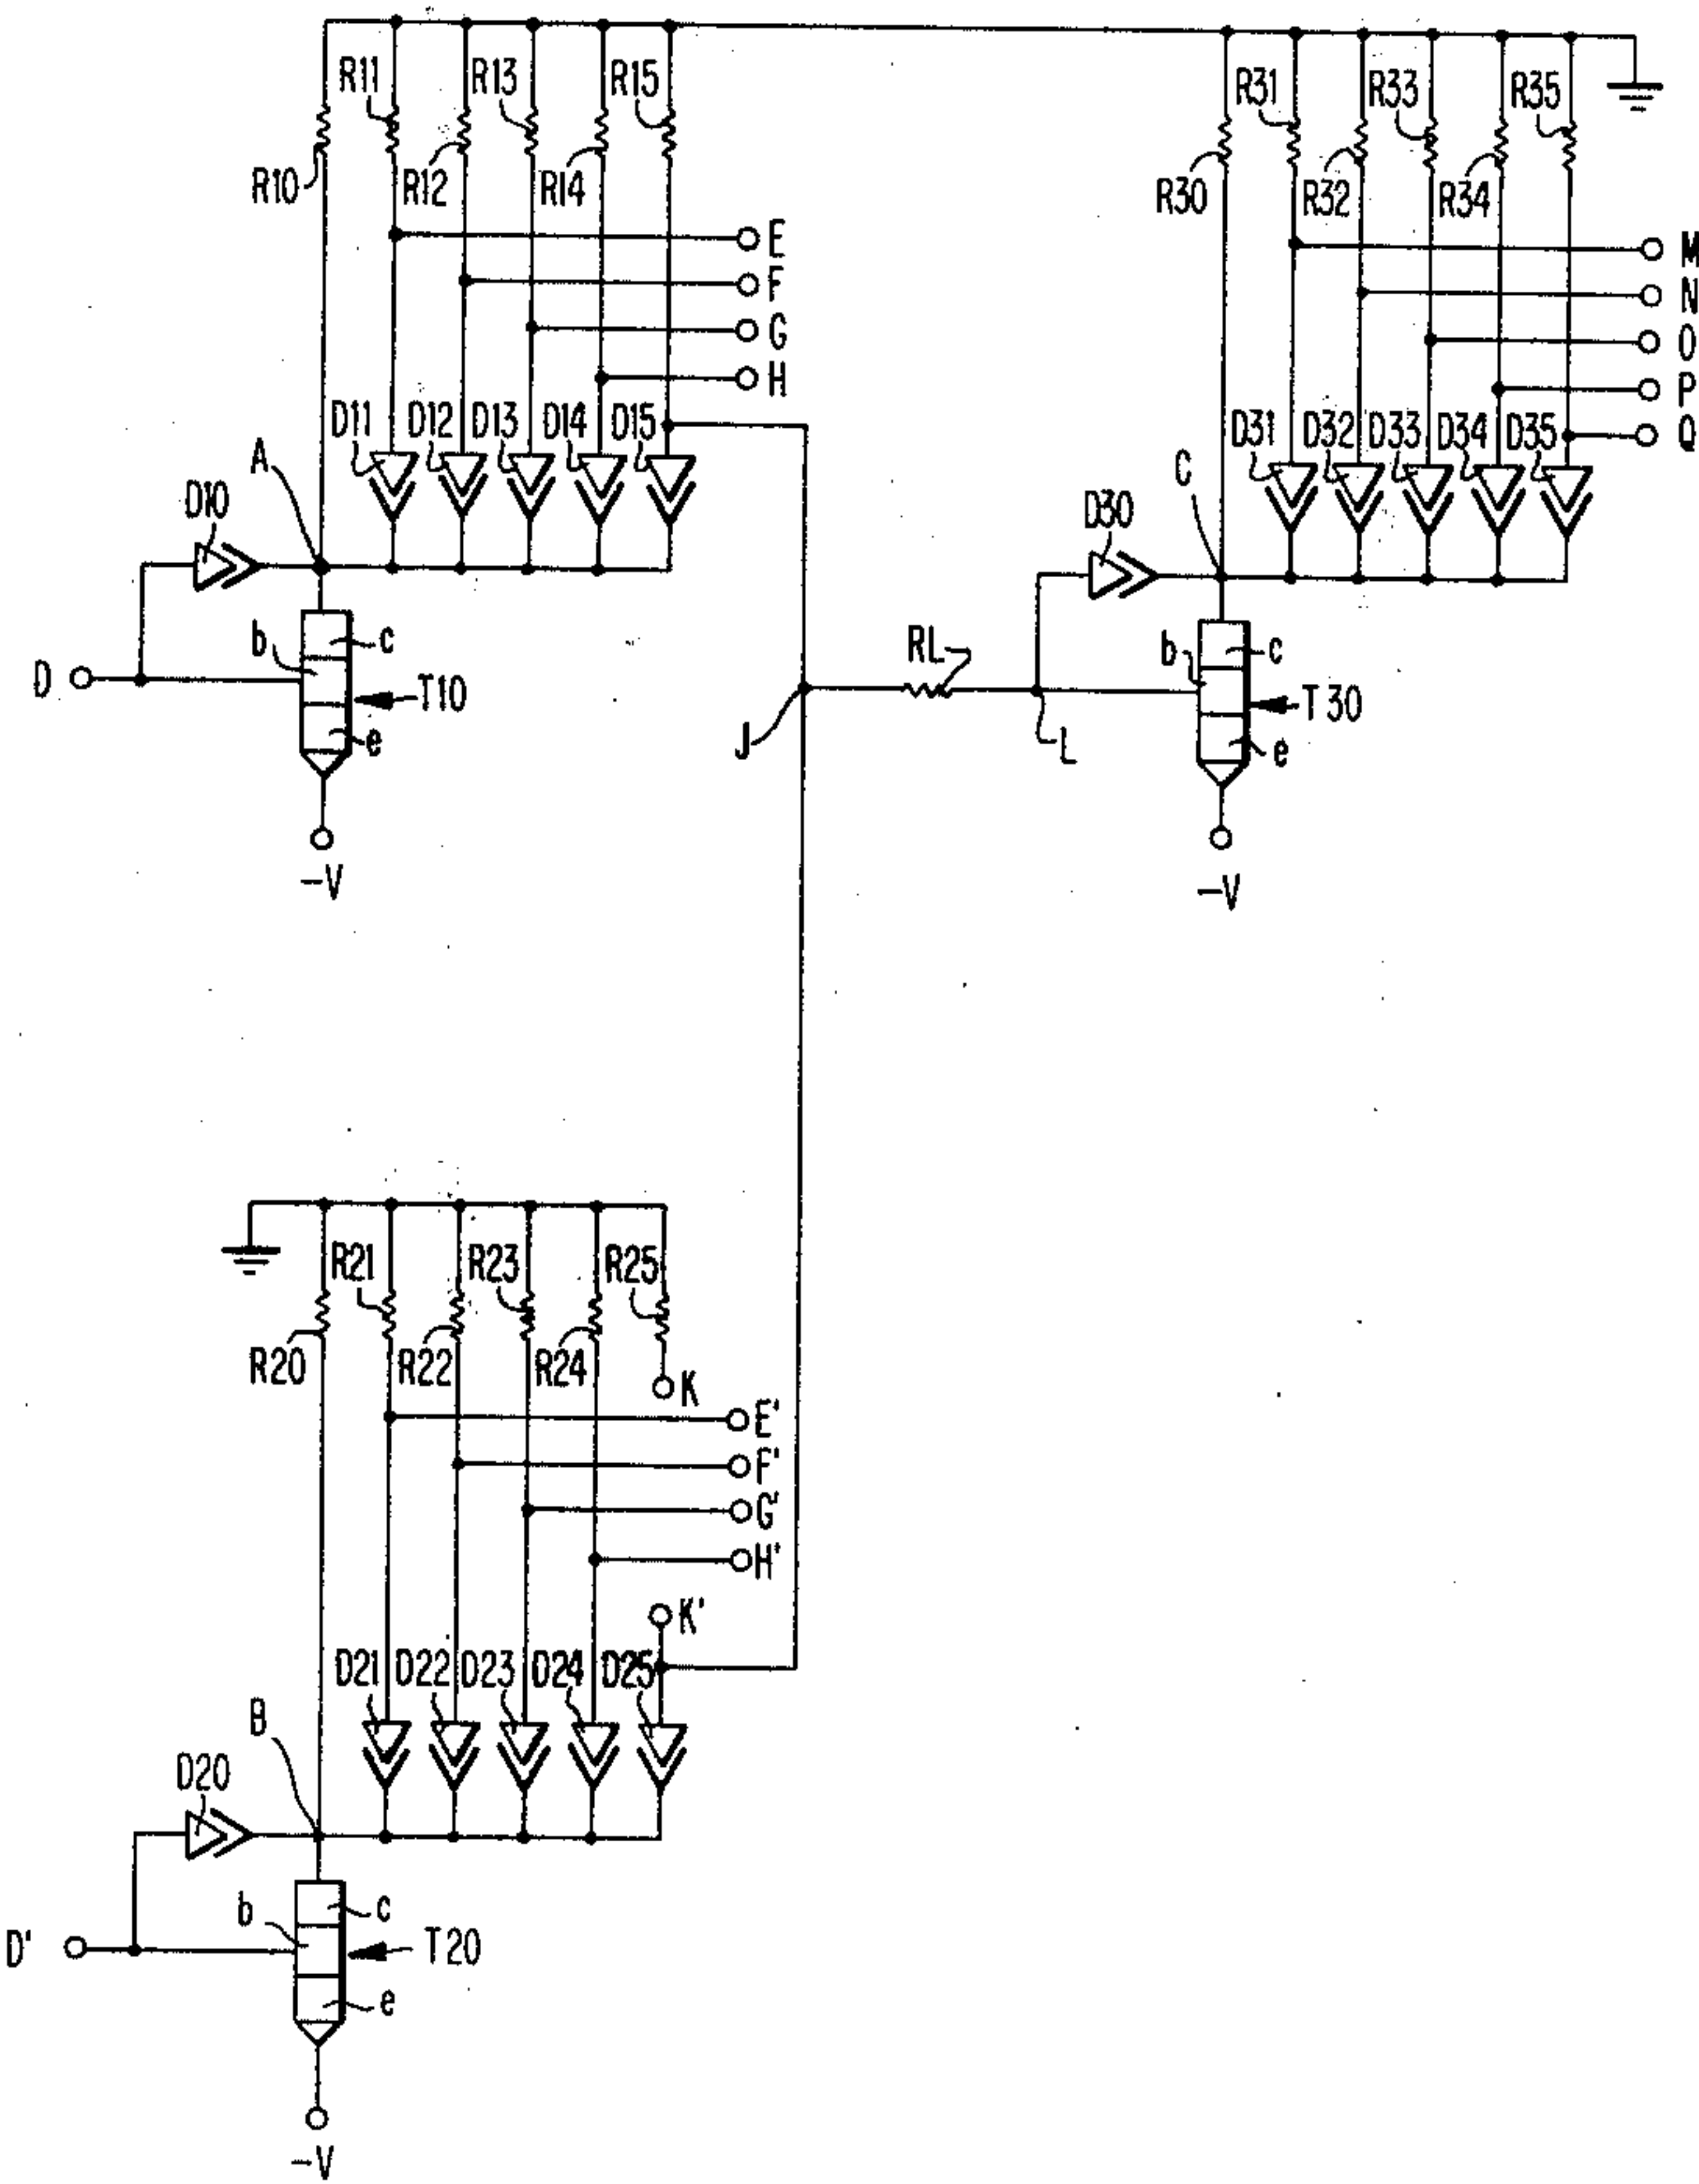 R11 R13 R15 R31 R33 R35
R10 R12 R14 R30 R32 R34
E M
F N
G O
H P
Q
D11 D12 D13 D14 D15 D31 D32 D33 D34 D35
A C
D10 D30
b c b c
D T10 RL T30
e J L e
-V -V
R21 R23 R25
R20 R22 R24
K
E'
F'
G'
H'
K'
D21 D22 D23 D24 D25
B
D20
b c
D' T20
e
-V